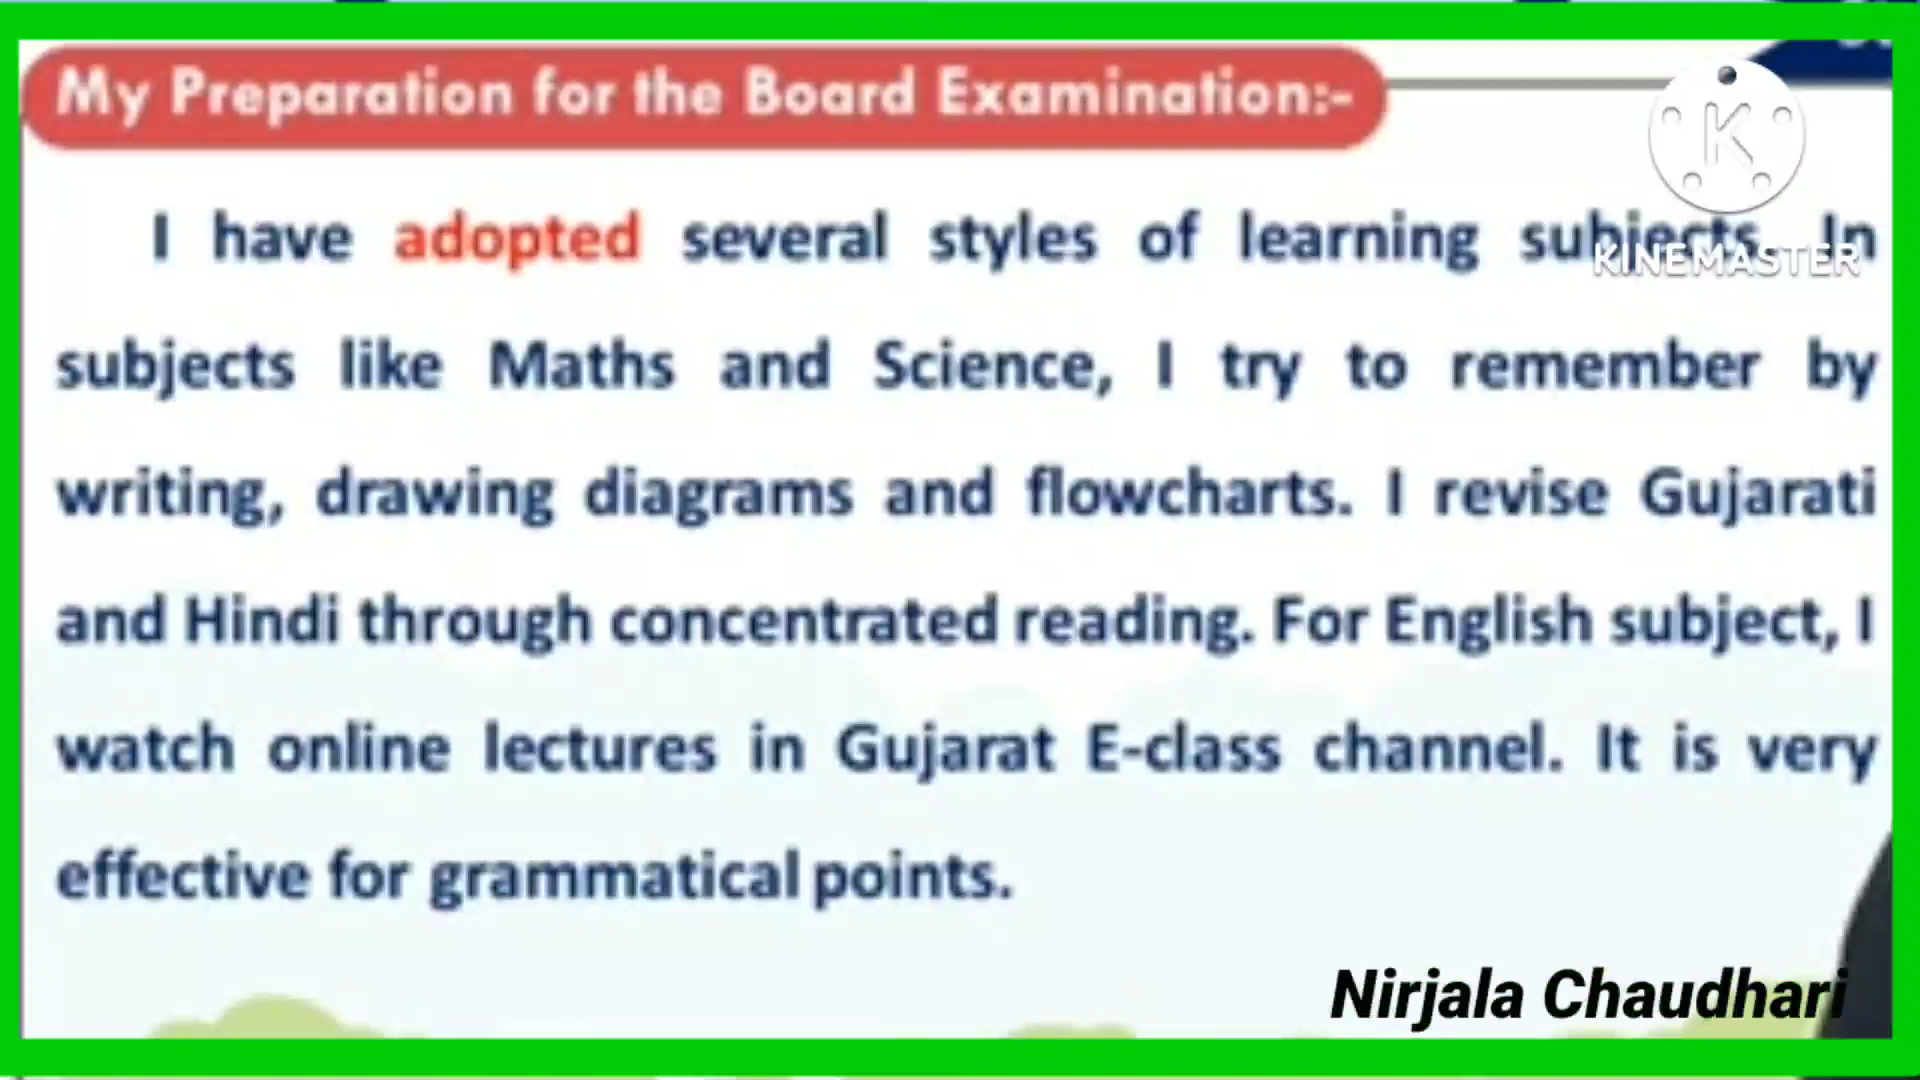 My Preparation for the Board Examination:-
I have adopted several styles of learning subjects. In
subjects like Maths and Science, I try to remember by
writing, drawing diagrams and flowcharts. I revise Gujarati
and Hindi through concentrated reading. For English subject, I
watch online lectures in Gujarat E-class channel. It is very
effective for grammatical points.
K
KINEMASTER
Nirjala Chaudhari